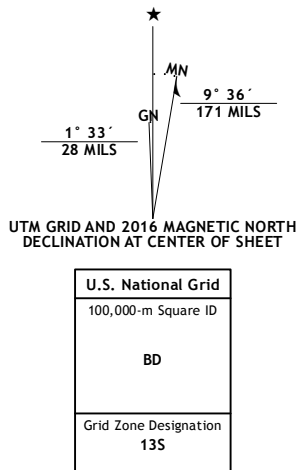 ★
MN
9° 36´
171 MILS
GN
1° 33´
28 MILS
UTM GRID AND 2016 MAGNETIC NORTH
DECLINATION AT CENTER OF SHEET
U.S. National Grid
100,000-m Square ID
BD
Grid Zone Designation
13S